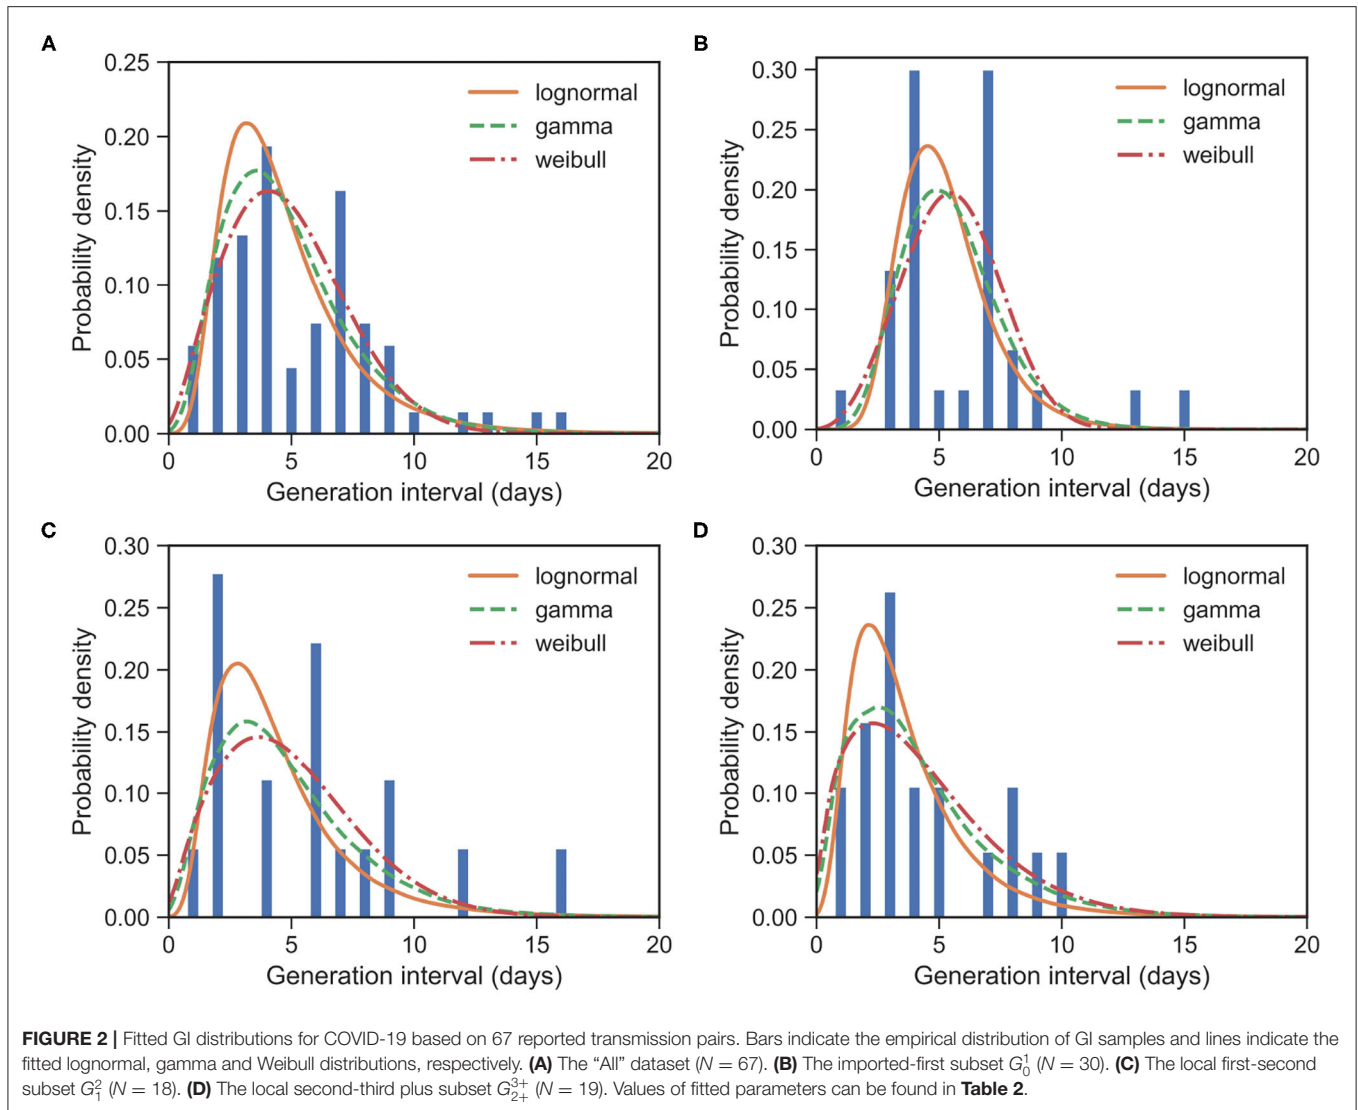 A
0.25
0.20
0.15
0.10
0.05
0.00
Probability density
0 5 10 15 20
Generation interval (days)
lognormal
gamma
weibull
B
0.30
0.25
0.20
0.15
0.10
0.05
0.00
Probability density
0 5 10 15 20
Generation interval (days)
lognormal
gamma
weibull
C
0.30
0.25
0.20
0.15
0.10
0.05
0.00
Probability density
0 5 10 15 20
Generation interval (days)
lognormal
gamma
weibull
D
0.30
0.25
0.20
0.15
0.10
0.05
0.00
Probability density
0 5 10 15 20
Generation interval (days)
lognormal
gamma
weibull
FIGURE 2 | Fitted GI distributions for COVID-19 based on 67 reported transmission pairs. Bars indicate the empirical distribution of GI samples and lines indicate the
fitted lognormal, gamma and Weibull distributions, respectively. (A) The “All” dataset (N = 67). (B) The imported-first subset G₀¹ (N = 30). (C) The local first-second
subset G₁² (N = 18). (D) The local second-third plus subset G₂₊³⁺ (N = 19). Values of fitted parameters can be found in Table 2.